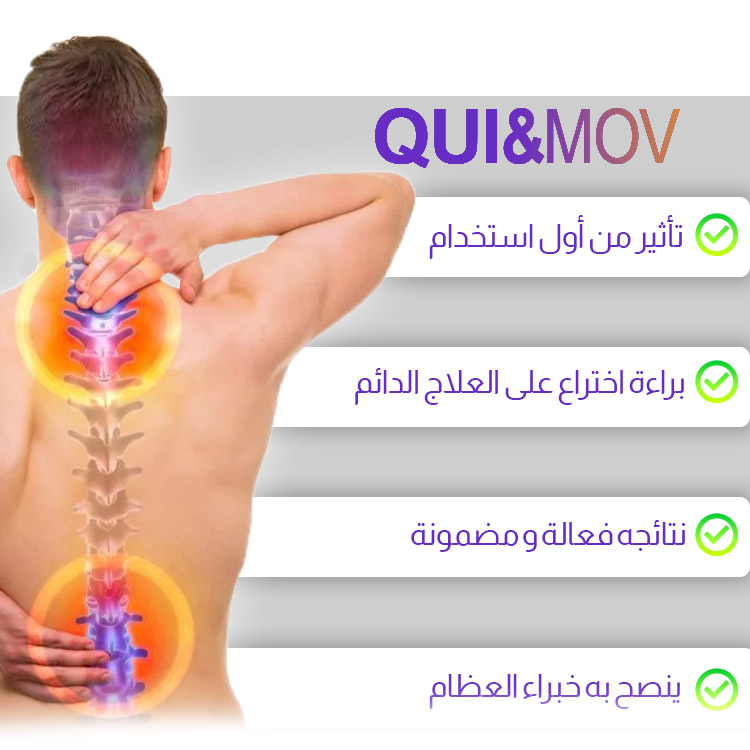 QUI&MOV
تأثير من أول استخدام
براءة اختراع على العلاج الدائم
نتائجه فعالة و مضمونة
ينصح به خبراء العظام